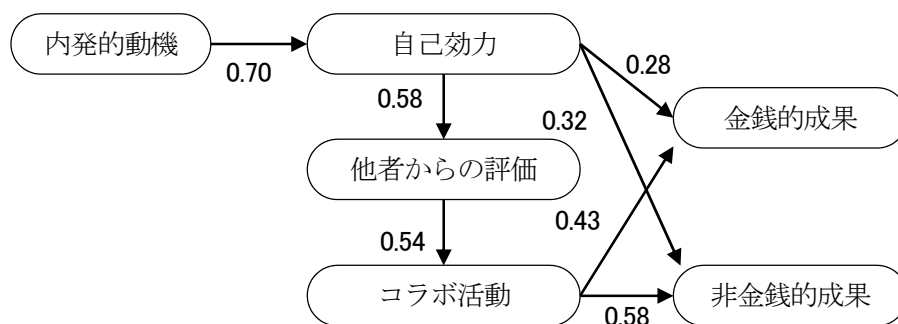 内発的動機
0.70
自己効力
0.28
0.58
0.32
金銭的成果
他者からの評価
0.43
0.54
コラボ活動
0.58
非金銭的成果